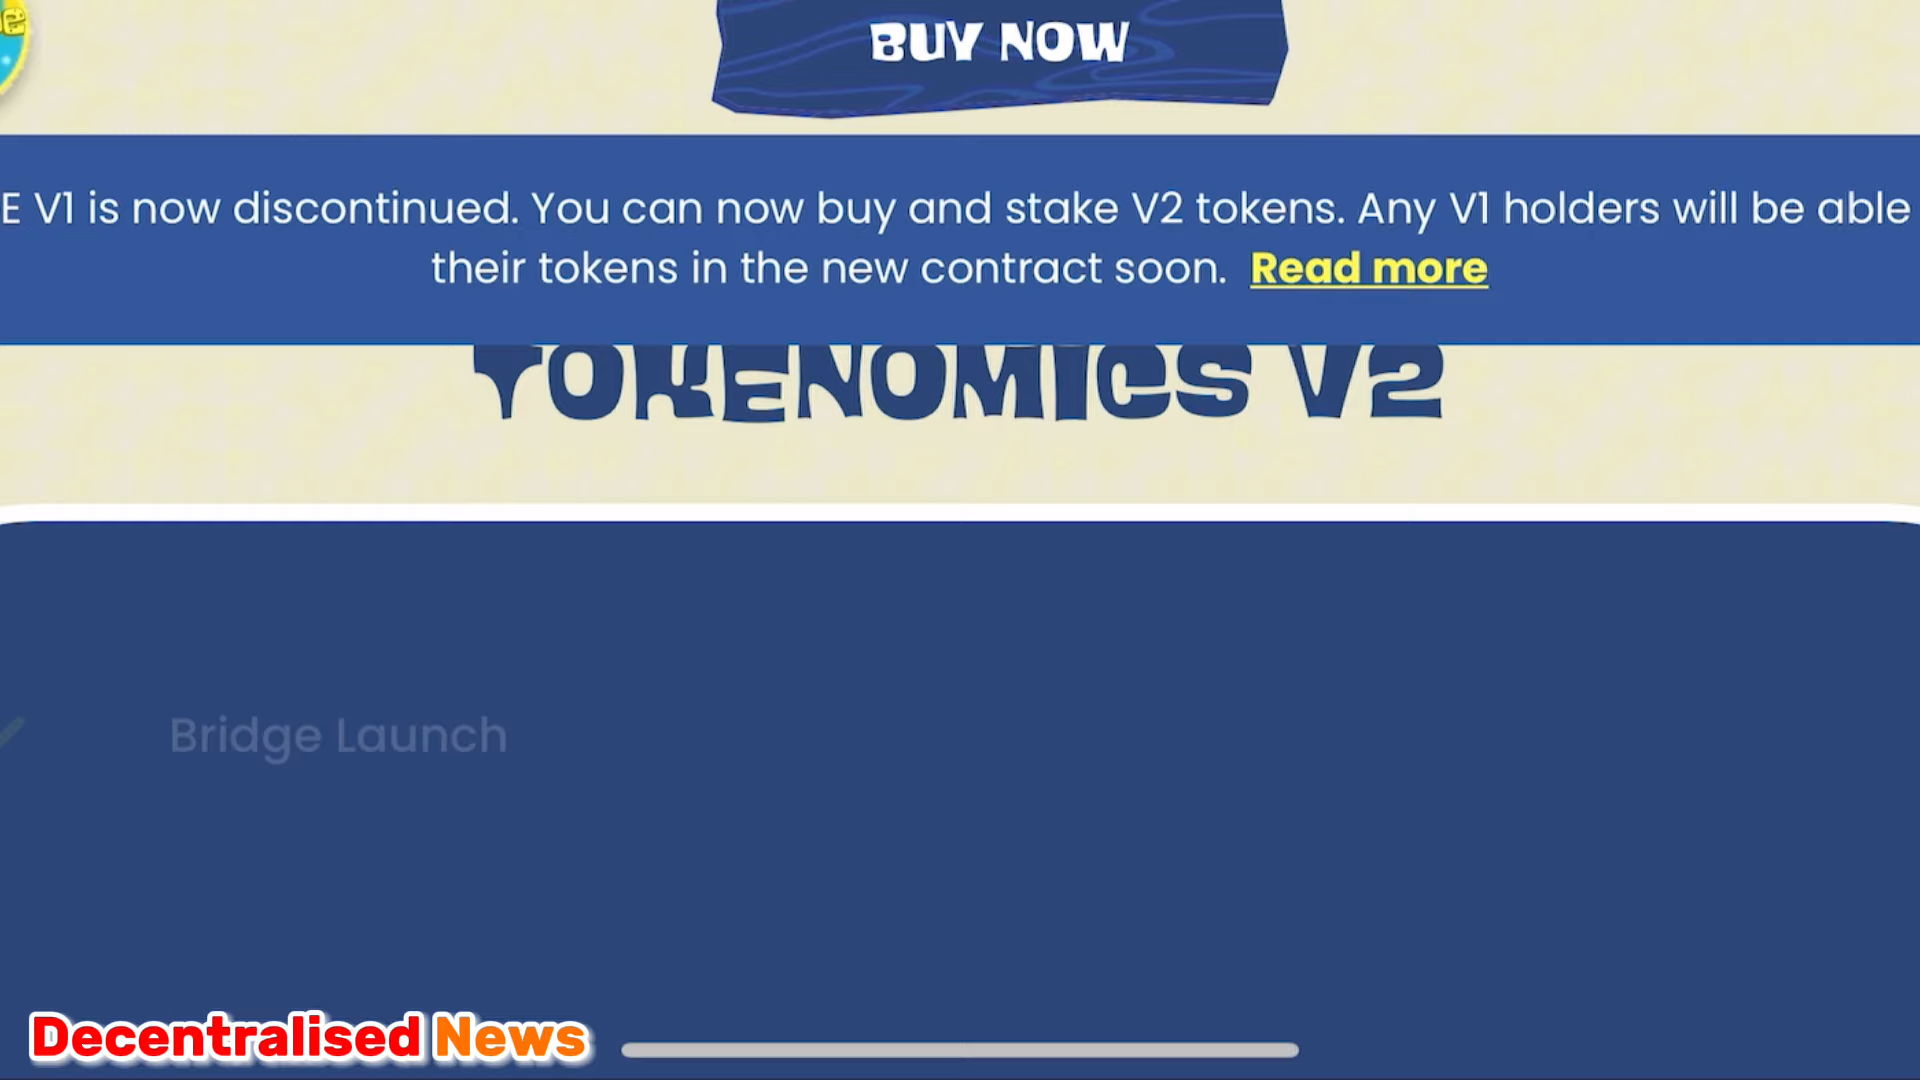 BUY NOW
E V1 is now discontinued. You can now buy and stake V2 tokens. Any V1 holders will be able
their tokens in the new contract soon. Read more
TOKENOMICS V2
Bridge Launch
Decentralised News